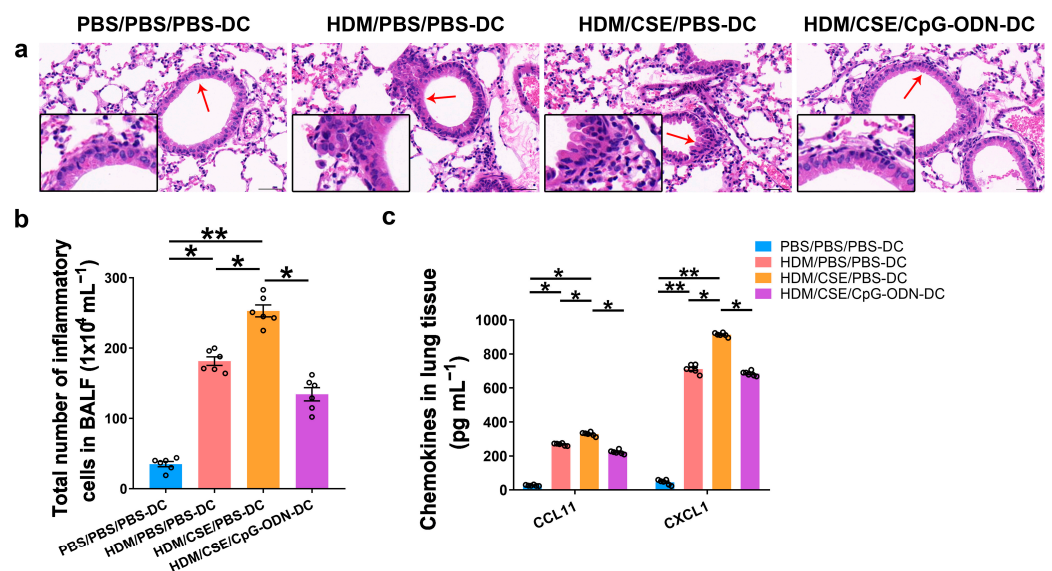 PBS/PBS/PBS-DC HDM/PBS/PBS-DC HDM/CSE/PBS-DC HDM/CSE/CpG-ODN-DC
a
b
Total number of inflammatory
cells in BALF (1x10⁴ mL⁻¹)
300
200
100
0
**
* * *
PBS/PBS/PBS-DC
HDM/PBS/PBS-DC
HDM/CSE/PBS-DC
HDM/CSE/CpG-ODN-DC
c
PBS/PBS/PBS-DC
HDM/PBS/PBS-DC
HDM/CSE/PBS-DC
HDM/CSE/CpG-ODN-DC
Chemokines in lung tissue
(pg mL⁻¹)
1000
800
600
400
200
0
*
* * *
**
** * *
CCL11
CXCL1